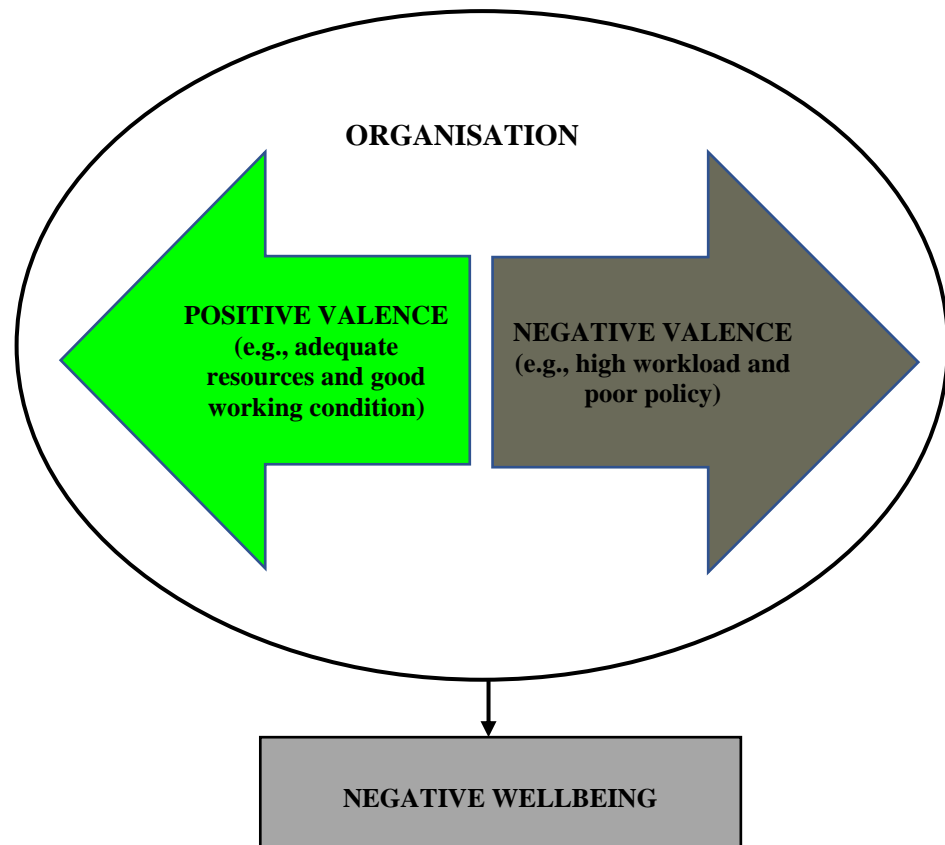 ORGANISATION
POSITIVE VALENCE
(e.g., adequate
resources and good
working condition)
NEGATIVE VALENCE
(e.g., high workload and
poor policy)
NEGATIVE WELLBEING